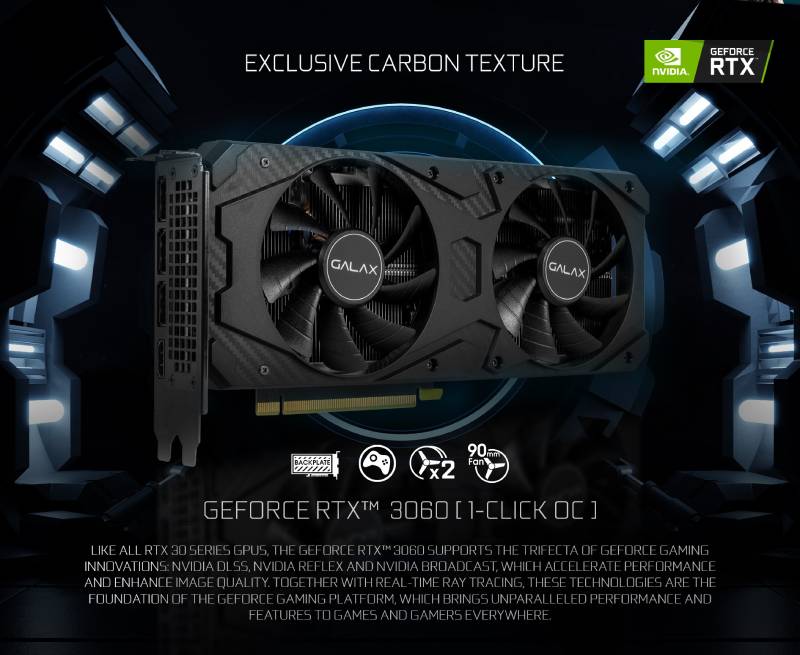 EXCLUSIVE CARBON TEXTURE
NVIDIA.
GEFORCE
RTX™
GALAX
GALAX
BACKPLATE
x2
90mm
Fan
GEFORCE RTX™ 3060 [ 1-CLICK OC ]
LIKE ALL RTX 30 SERIES GPUS, THE GEFORCE RTX™ 3060 SUPPORTS THE TRIFECTA OF GEFORCE GAMING
INNOVATIONS: NVIDIA DLSS, NVIDIA REFLEX AND NVIDIA BROADCAST, WHICH ACCELERATE PERFORMANCE
AND ENHANCE IMAGE QUALITY. TOGETHER WITH REAL-TIME RAY TRACING, THESE TECHNOLOGIES ARE THE
FOUNDATION OF THE GEFORCE GAMING PLATFORM, WHICH BRINGS UNPARALLELED PERFORMANCE AND
FEATURES TO GAMES AND GAMERS EVERYWHERE.